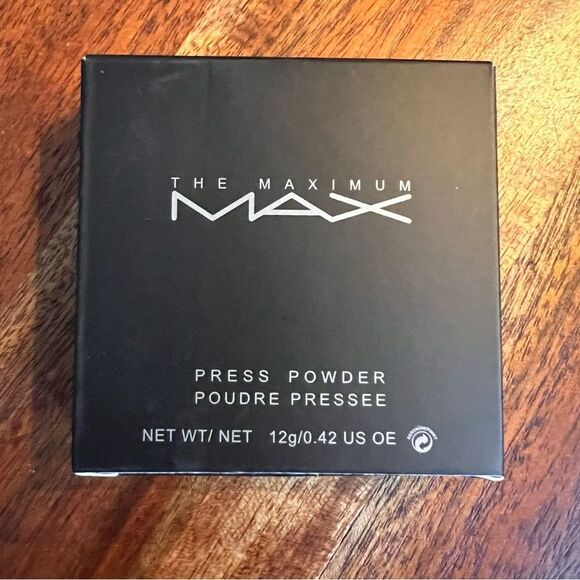 THE MAXIMUM
MAX
PRESS POWDER
POUDRE PRESSEE
NET WT/ NET 12g/0.42 US OE